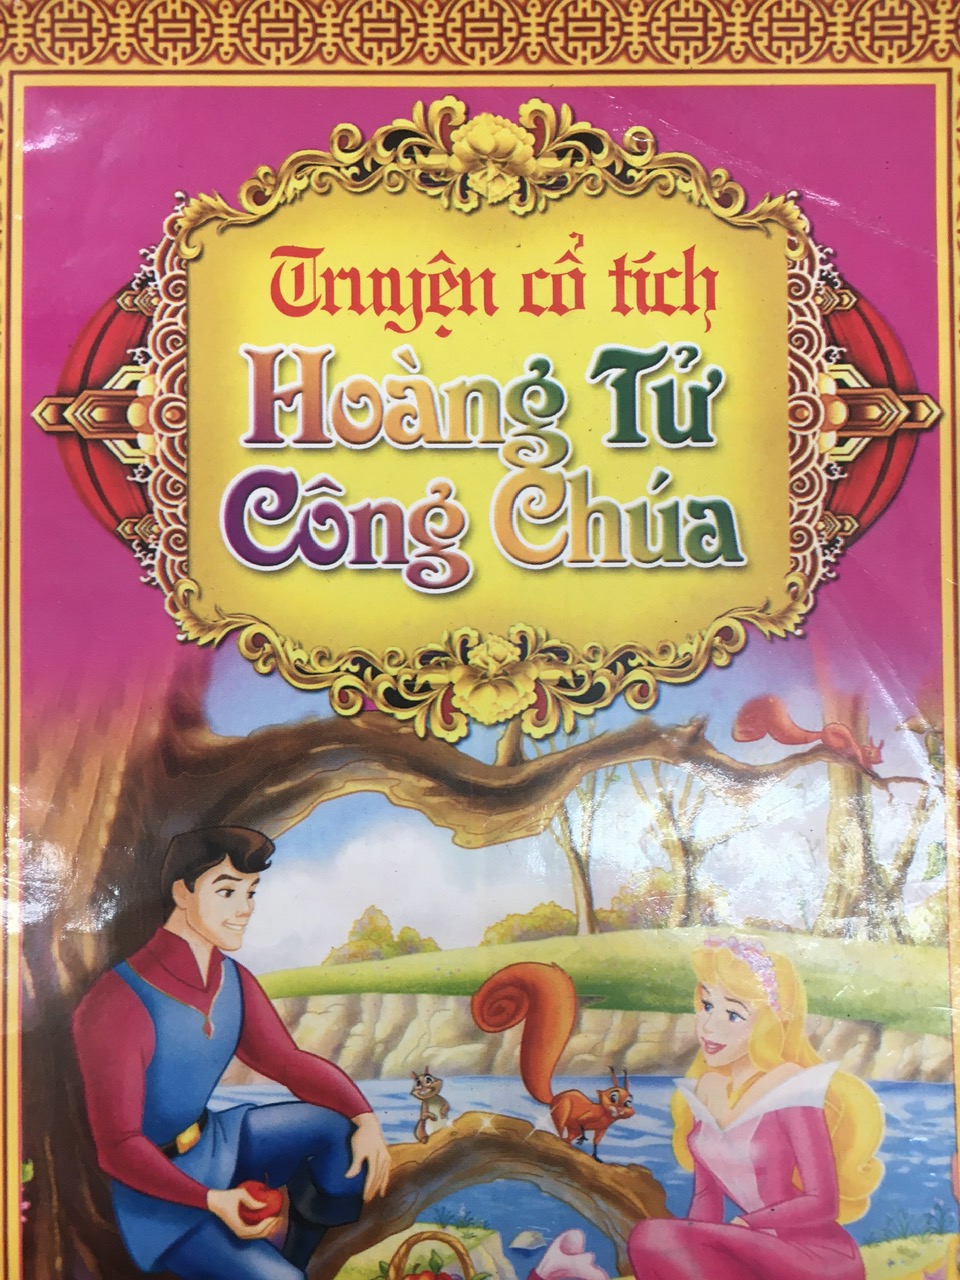 Truyện cổ tích
Hoàng Tử
Công Chúa